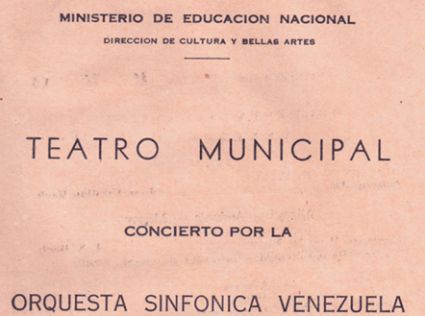 MINISTERIO DE EDUCACION NACIONAL
DIRECCION DE CULTURA Y BELLAS ARTES
TEATRO MUNICIPAL
CONCIERTO POR LA
ORQUESTA SINFONICA VENEZUELA